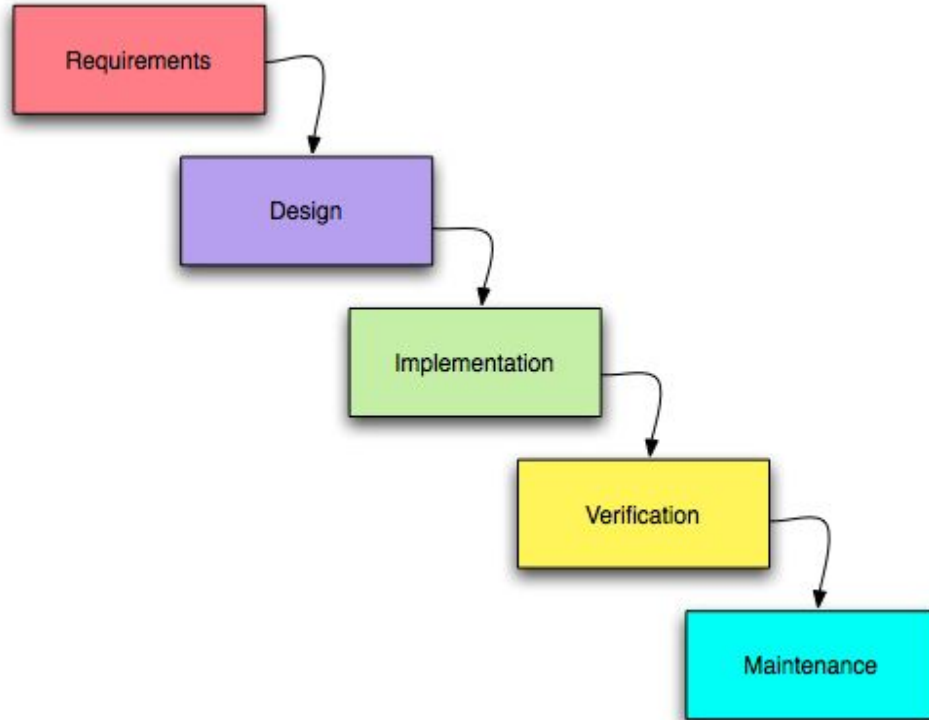 Requirements
Design
Implementation
Verification
Maintenance